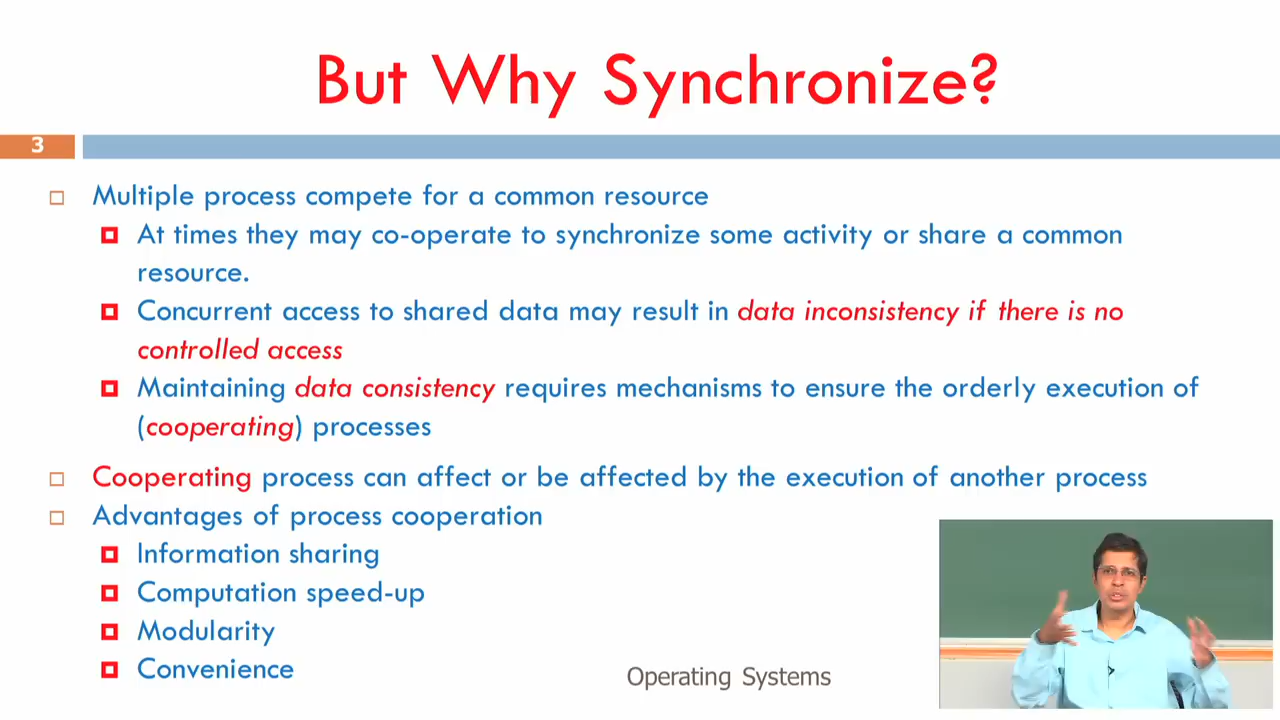 But Why Synchronize?
3
Multiple process compete for a common resource
At times they may co-operate to synchronize some activity or share a common
resource.
Concurrent access to shared data may result in data inconsistency if there is no
controlled access
Maintaining data consistency requires mechanisms to ensure the orderly execution of
(cooperating) processes
Cooperating process can affect or be affected by the execution of another process
Advantages of process cooperation
Information sharing
Computation speed-up
Modularity
Convenience
Operating Systems